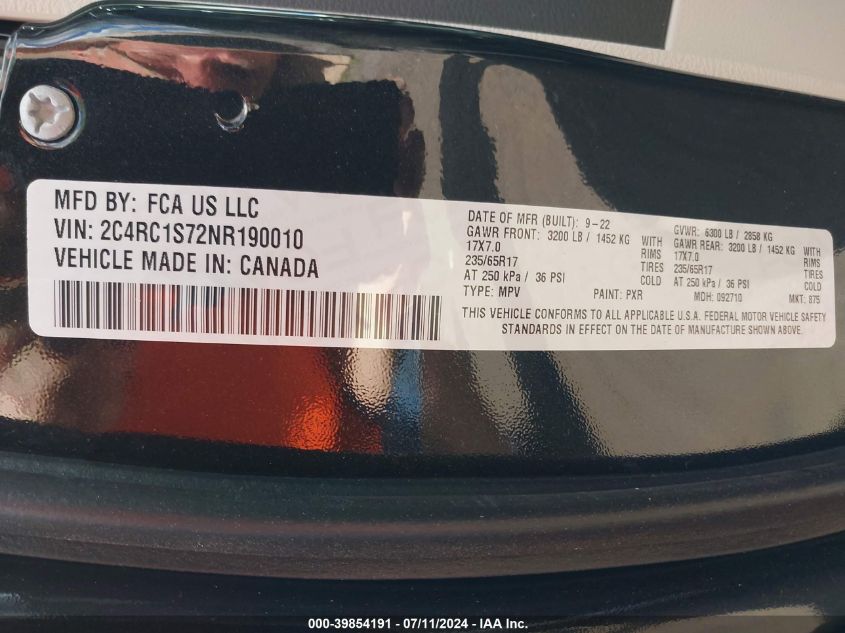 MFD BY: FCA US LLC
VIN: 2C4RC1S72NR190010
VEHICLE MADE IN: CANADA
DATE OF MFR (BUILT): 9-22
GAWR FRONT: 3200 LB / 1452 KG WITH
17X7.0 RIMS
235/65R17 TIRES
AT 250 kPa / 36 PSI COLD
TYPE: MPV PAINT: PXR
GVWR: 6300 LB / 2858 KG
GAWR REAR: 3200 LB / 1452 KG WITH
17X7.0 RIMS
235/65R17 TIRES
AT 250 kPa / 36 PSI COLD
MDH: 092710 MKT: 875
THIS VEHICLE CONFORMS TO ALL APPLICABLE U.S.A. FEDERAL MOTOR VEHICLE SAFETY
STANDARDS IN EFFECT ON THE DATE OF MANUFACTURE SHOWN ABOVE.
000-39854191 - 07/11/2024 - IAA Inc.